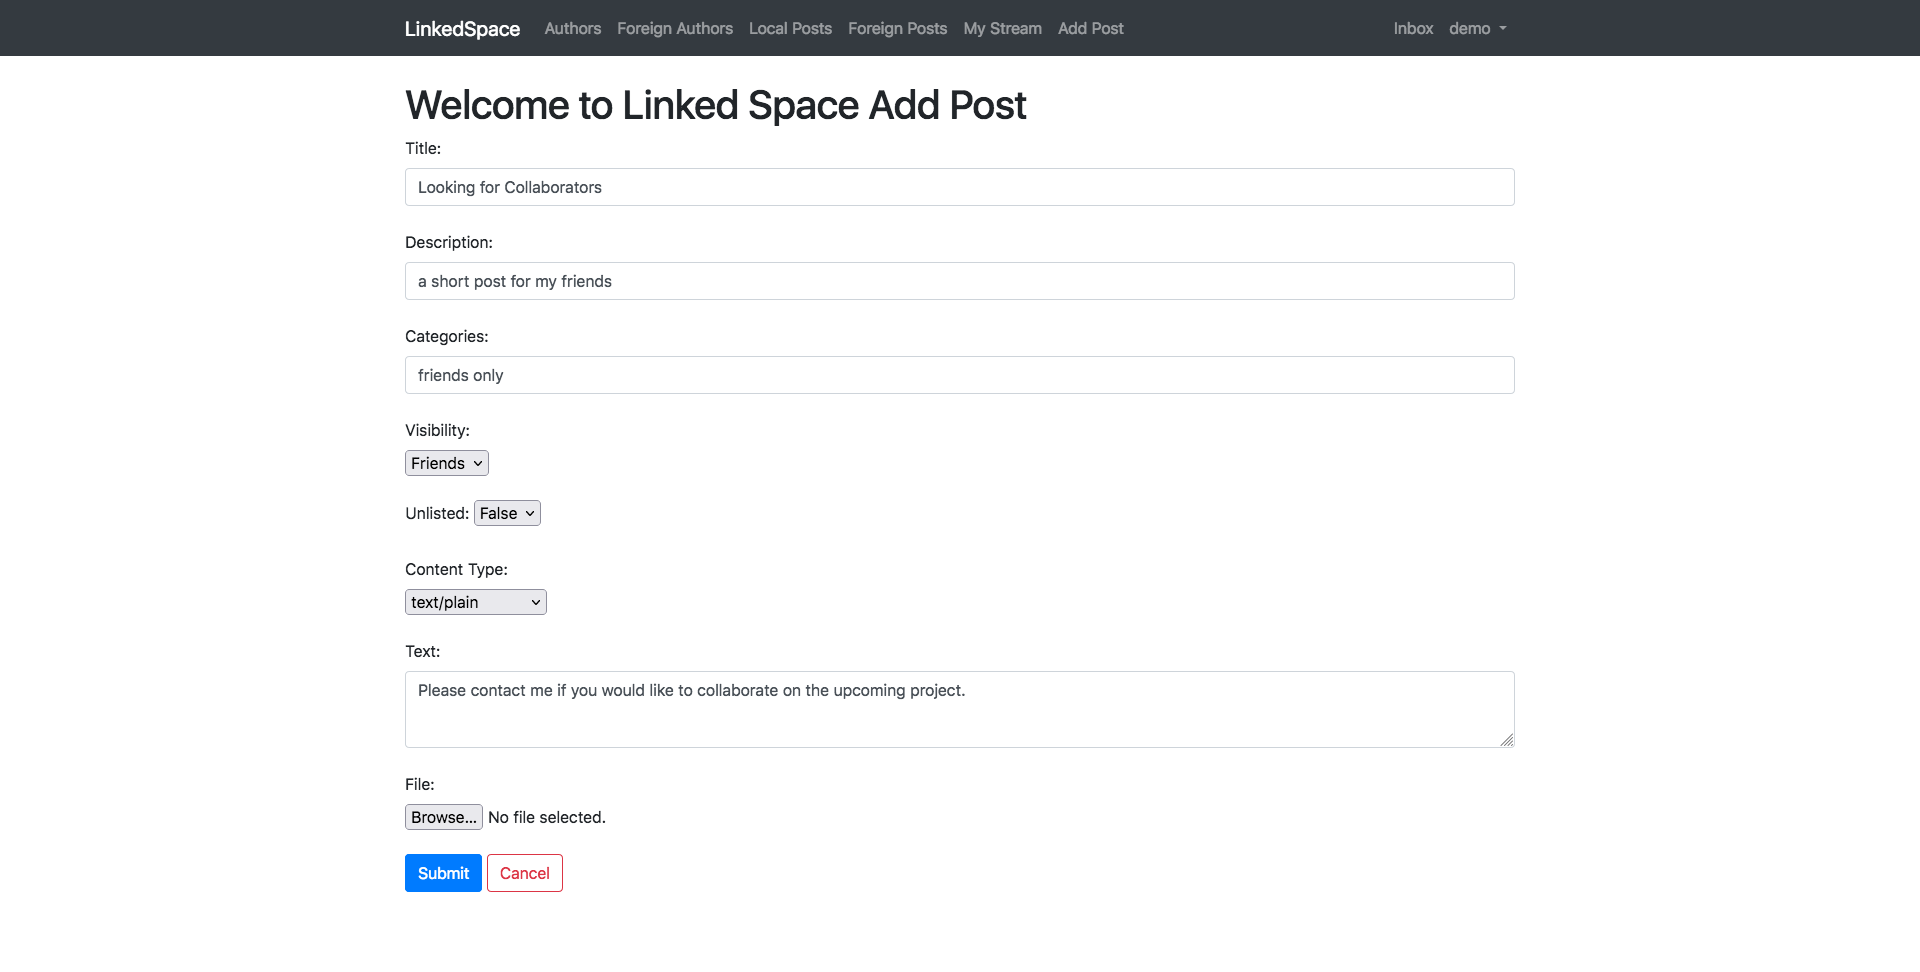 LinkedSpace Authors Foreign Authors Local Posts Foreign Posts My Stream Add Post Inbox demo
Welcome to Linked Space Add Post
Title:
Looking for Collaborators
Description:
a short post for my friends
Categories:
friends only
Visibility:
Friends
Unlisted: False
Content Type:
text/plain
Text:
Please contact me if you would like to collaborate on the upcoming project.
File:
Browse... No file selected.
Submit Cancel